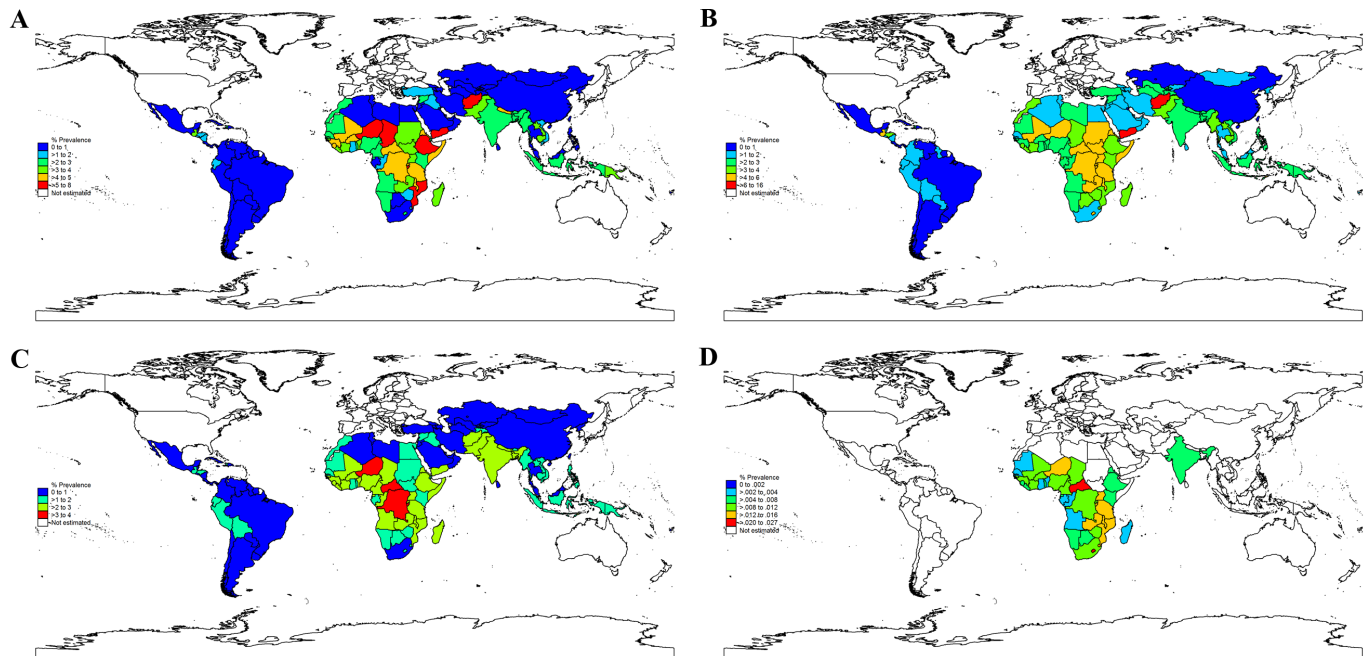 A
% Prevalence
0 to 1
>1 to 2
>2 to 3
>3 to 4
>4 to 5
>5 to 8
Not estimated
B
% Prevalence
0 to 1
>1 to 2
>2 to 3
>3 to 4
>4 to 6
>6 to 16
Not estimated
C
% Prevalence
0 to 1
>1 to 2
>2 to 3
>3 to 4
Not estimated
D
% Prevalence
0 to .002
>.002 to .004
>.004 to .008
>.008 to .012
>.012 to .016
>.020 to .027
Not estimated